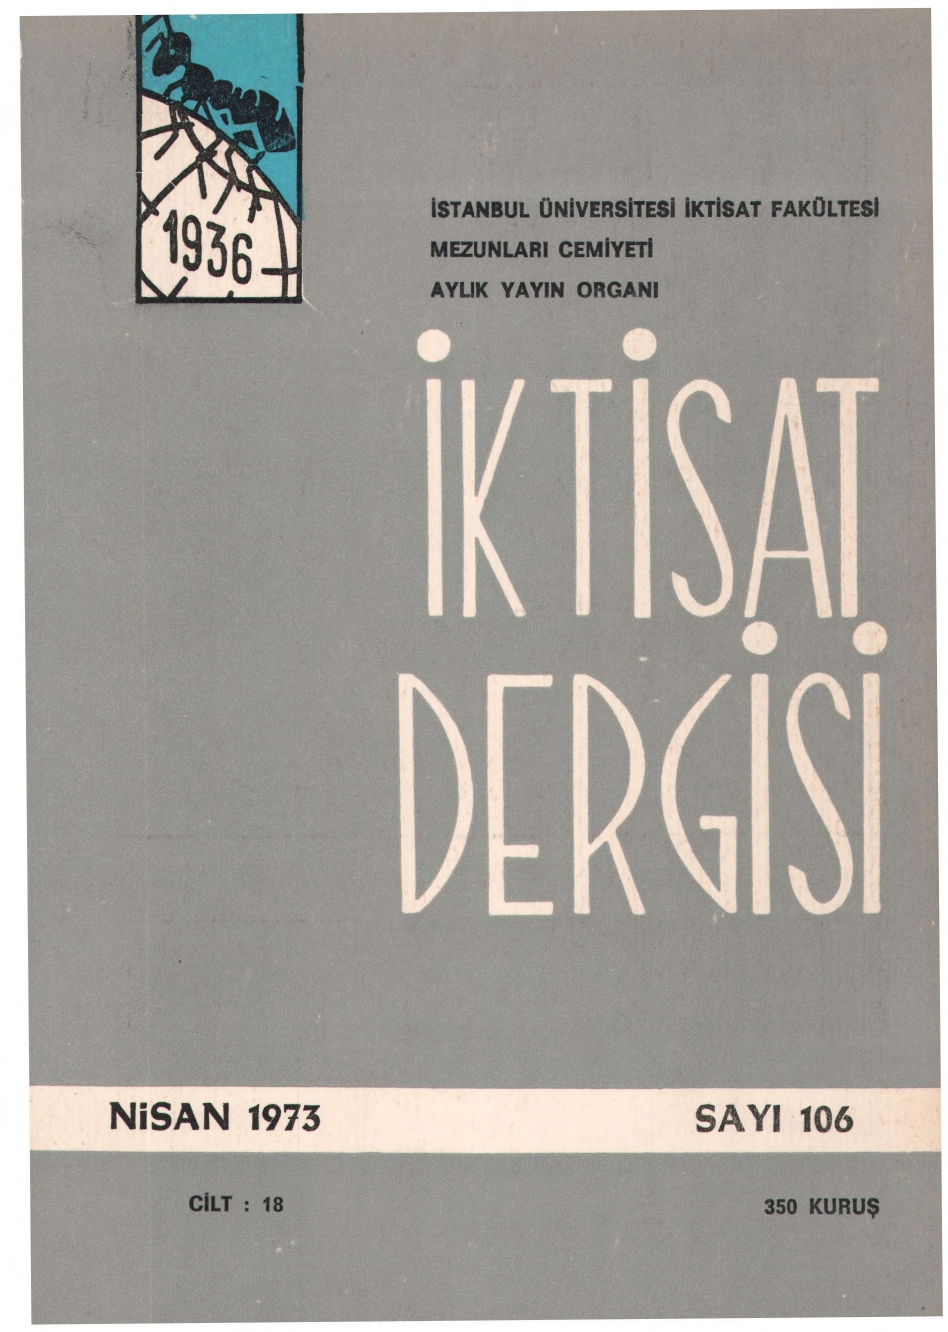 1936
İSTANBUL ÜNİVERSİTESİ İKTİSAT FAKÜLTESİ
MEZUNLARI CEMİYETİ
AYLIK YAYIN ORGANI
İKTİSAT
DERGİSİ
NİSAN 1973 SAYI 106
CİLT : 18 350 KURUŞ